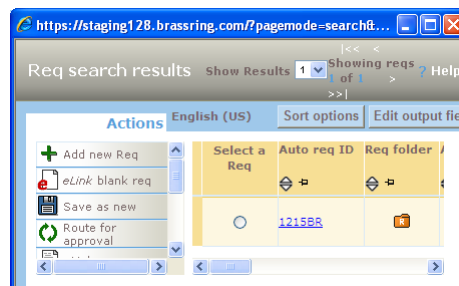 https://staging128.brassring.com/?pagemode=search&...
|<< <
Req search results Show Results 1 Showing reqs ? Help
1 of 1 >
>>|
Actions English (US) Sort options Edit output fie
Add new Req
eLink blank req
Save as new
Route for
approval
Select a
Req
Auto req ID Req folder
1215BR R